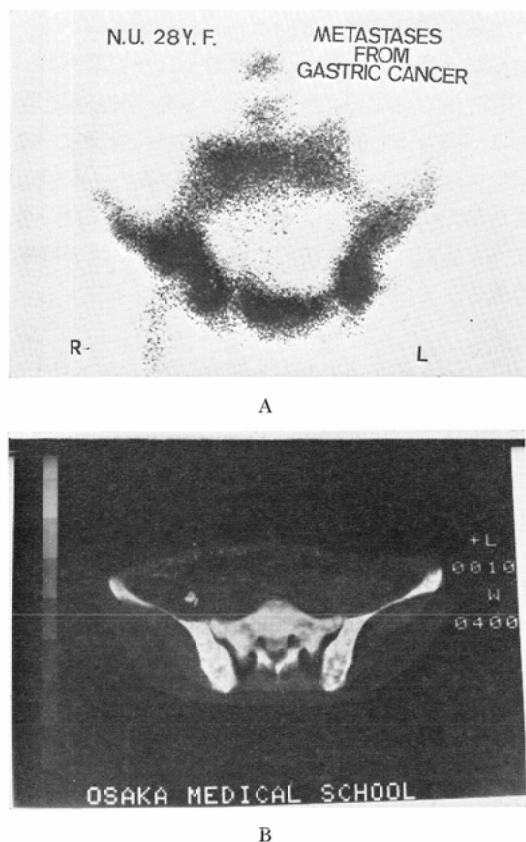 N.U. 28Y. F.
METASTASES
FROM
GASTRIC CANCER
R
L
A
+L
0010
W
0400
OSAKA MEDICAL SCHOOL
B